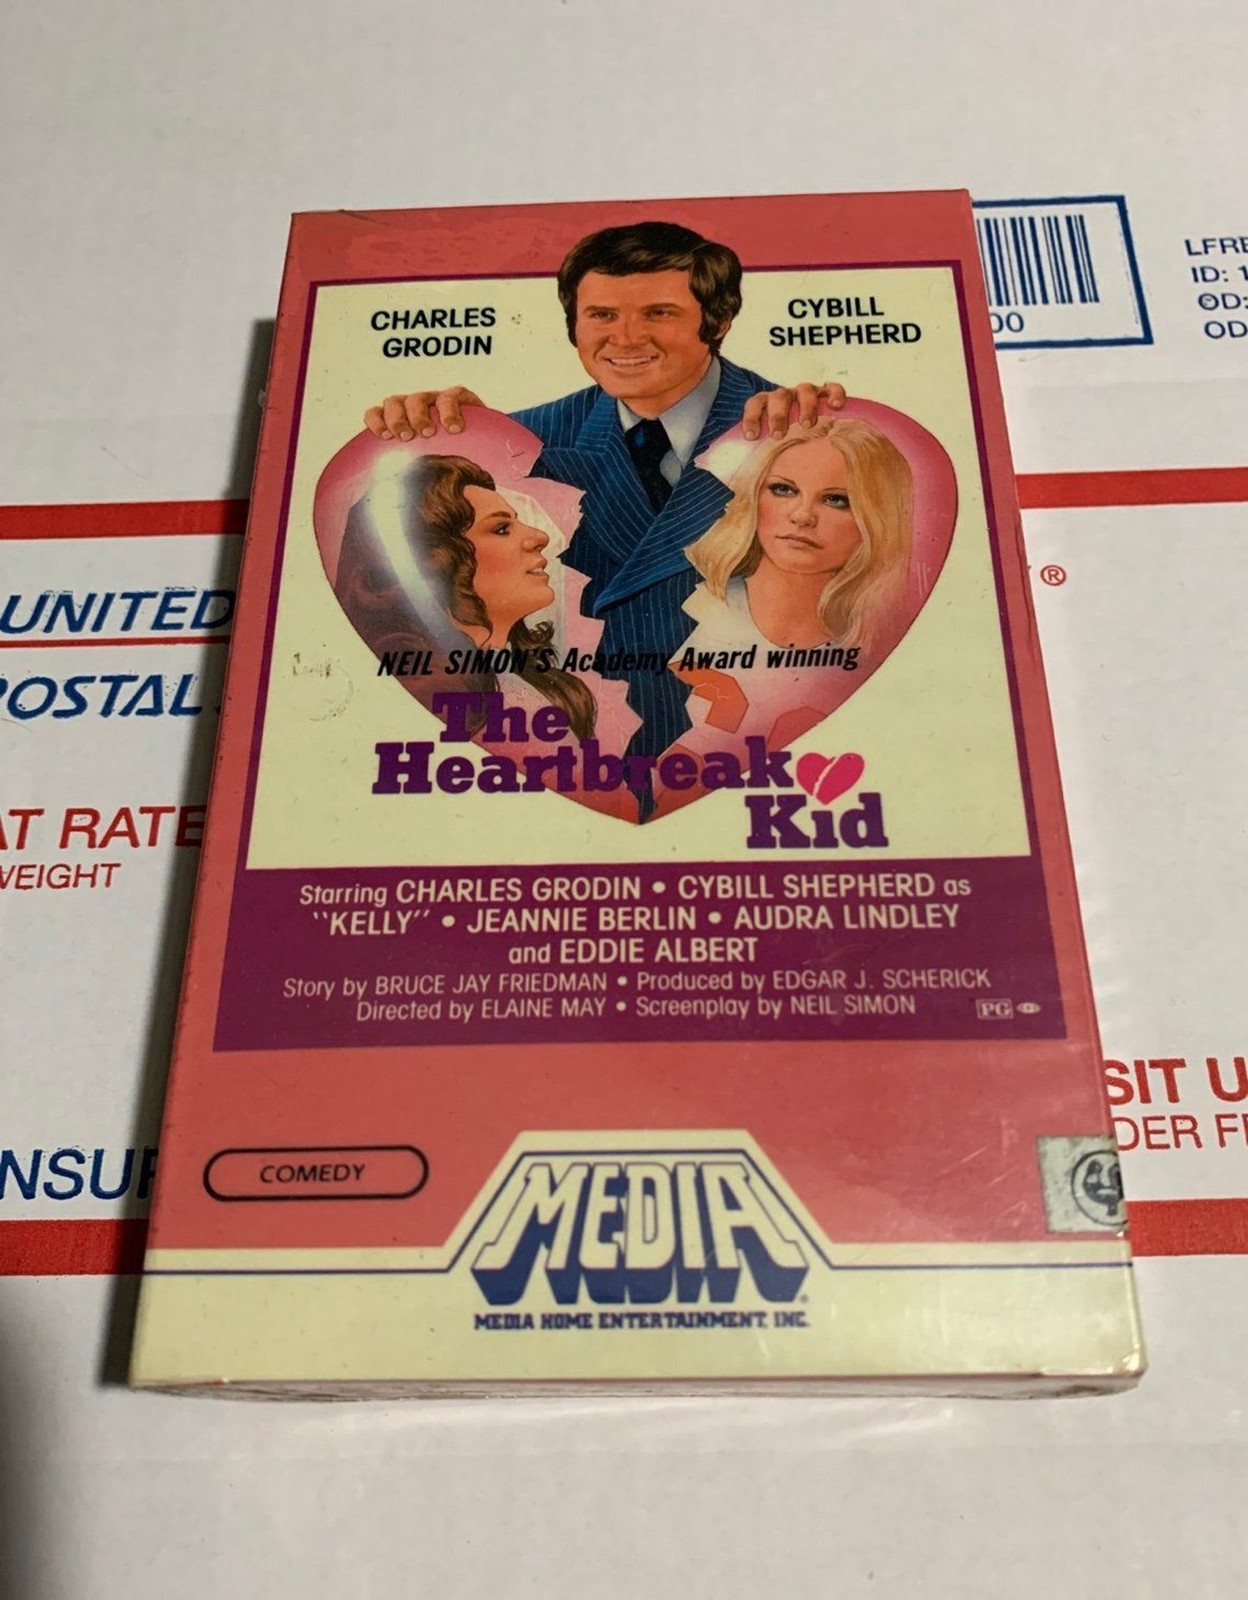 CHARLES
GRODIN
CYBILL
SHEPHERD
NEIL SIMON'S Academy Award winning
The
Heartbreak
Kid
Starring CHARLES GRODIN • CYBILL SHEPHERD as
"KELLY" • JEANNIE BERLIN • AUDRA LINDLEY
and EDDIE ALBERT
Story by BRUCE JAY FRIEDMAN • Produced by EDGAR J. SCHERICK
Directed by ELAINE MAY • Screenplay by NEIL SIMON
PG
COMEDY
MEDIA
MEDIA HOME ENTERTAINMENT, INC.
UNITED
POSTAL
AT RATE
WEIGHT
INSUR
00
LFRE
ID: 1
OD:
OD
®
SIT U
DER FR